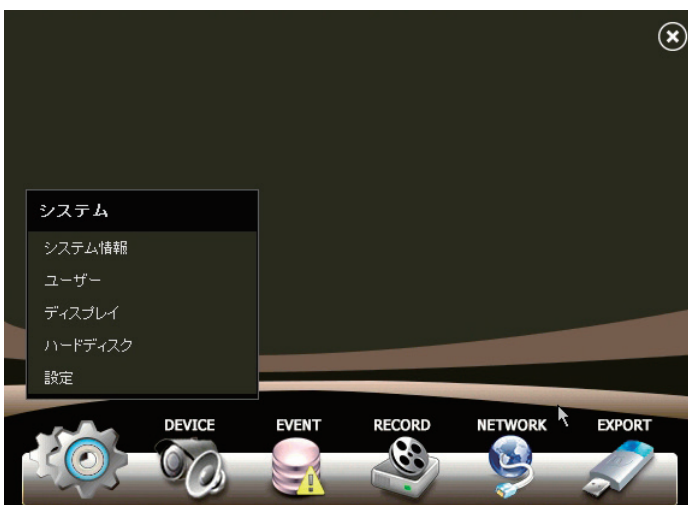 システム
システム情報
ユーザー
ディスプレイ
ハードディスク
設定
DEVICE
EVENT
RECORD
NETWORK
EXPORT